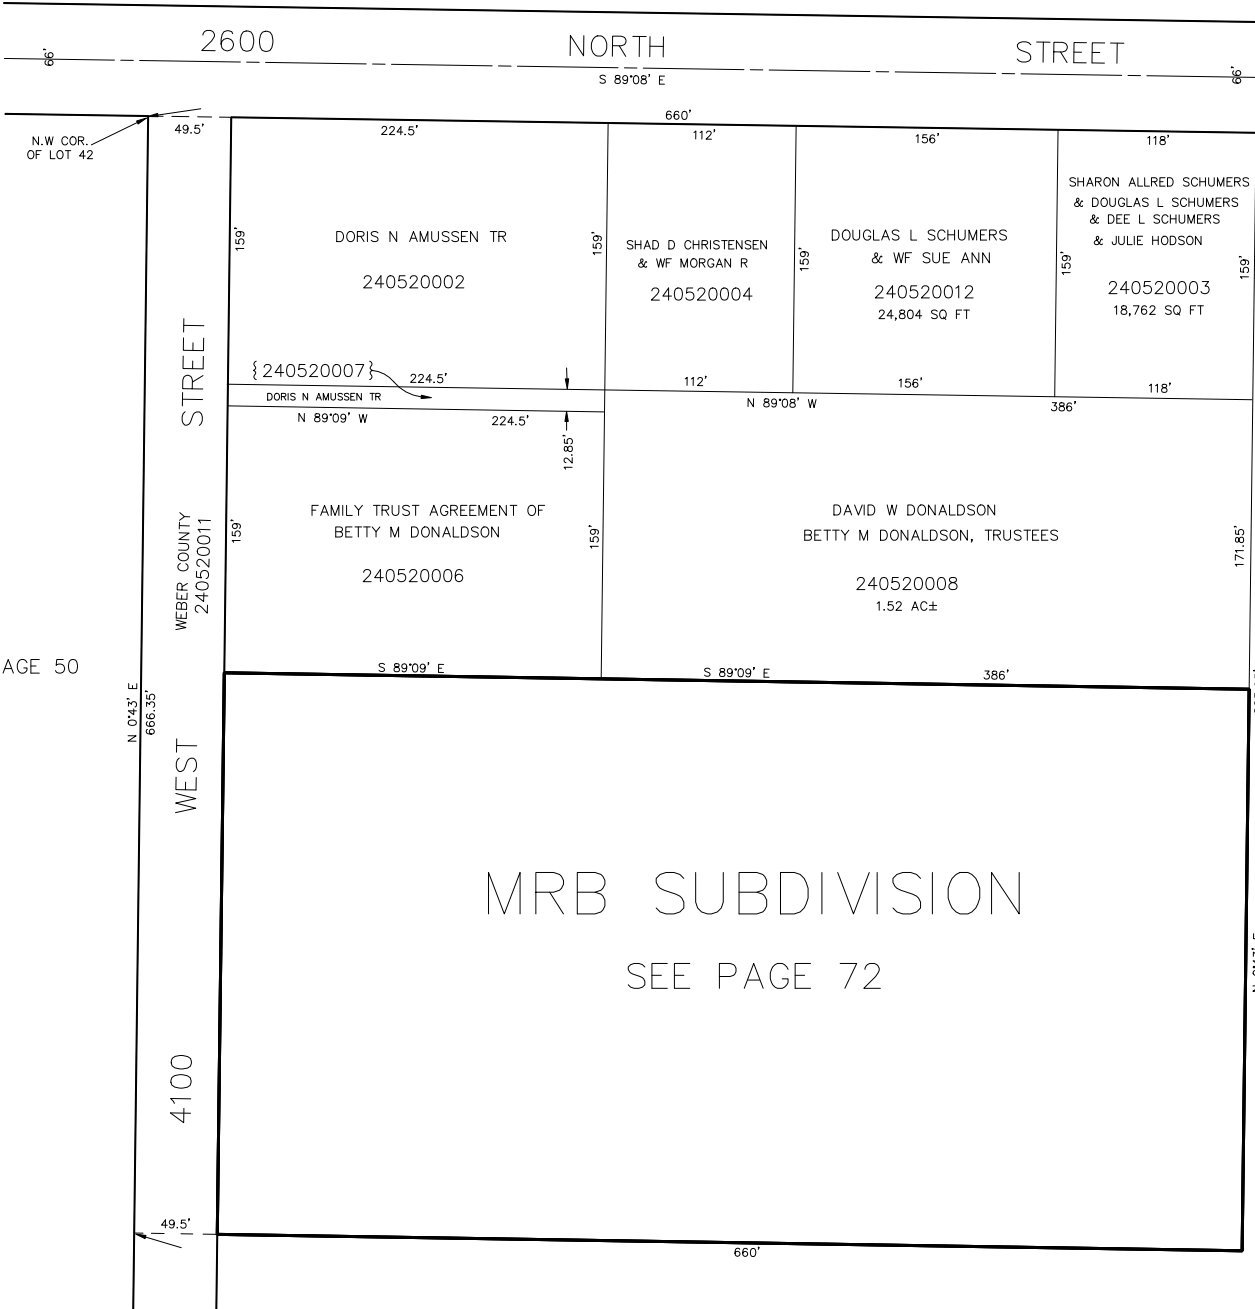 2600 NORTH STREET
66' 66'
S 89°08' E
660'
N.W COR.
OF LOT 42
49.5' 224.5' 112' 156' 118'
SHARON ALLRED SCHUMERS
& DOUGLAS L SCHUMERS
& DEE L SCHUMERS
& JULIE HODSON
240520003
18,762 SQ FT
159' 159' 159' 159' 159'
DORIS N AMUSSEN TR
240520002
SHAD D CHRISTENSEN
& WF MORGAN R
240520004
DOUGLAS L SCHUMERS
& WF SUE ANN
240520012
24,804 SQ FT
{ 240520007 }
224.5' 112' 156' 118'
DORIS N AMUSSEN TR
N 89°09' W 224.5'
12.85'
N 89°08' W 386'
FAMILY TRUST AGREEMENT OF
BETTY M DONALDSON
240520006
159' 159'
DAVID W DONALDSON
BETTY M DONALDSON, TRUSTEES
240520008
1.52 AC±
171.85'
WEBER COUNTY
240520011
AGE 50
S 89°09' E S 89°09' E 386'
N 0°43' E
666.35'
4100 WEST STREET
MRB SUBDIVISION
SEE PAGE 72
49.5'
660'